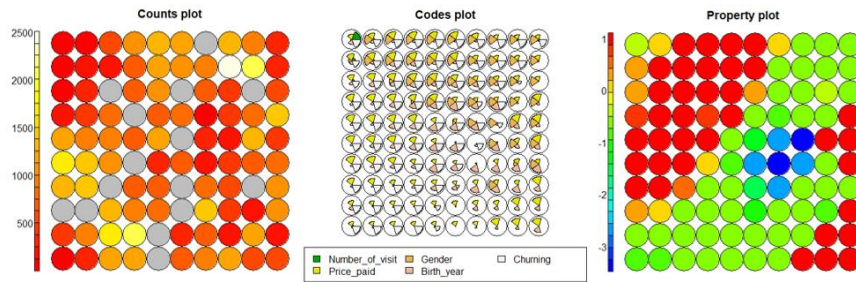 Counts plot
Codes plot
Property plot
2500
2000
1500
1000
500
1
0
-1
-2
-3
Number_of_visit
Gender
Churning
Price_paid
Birth_year